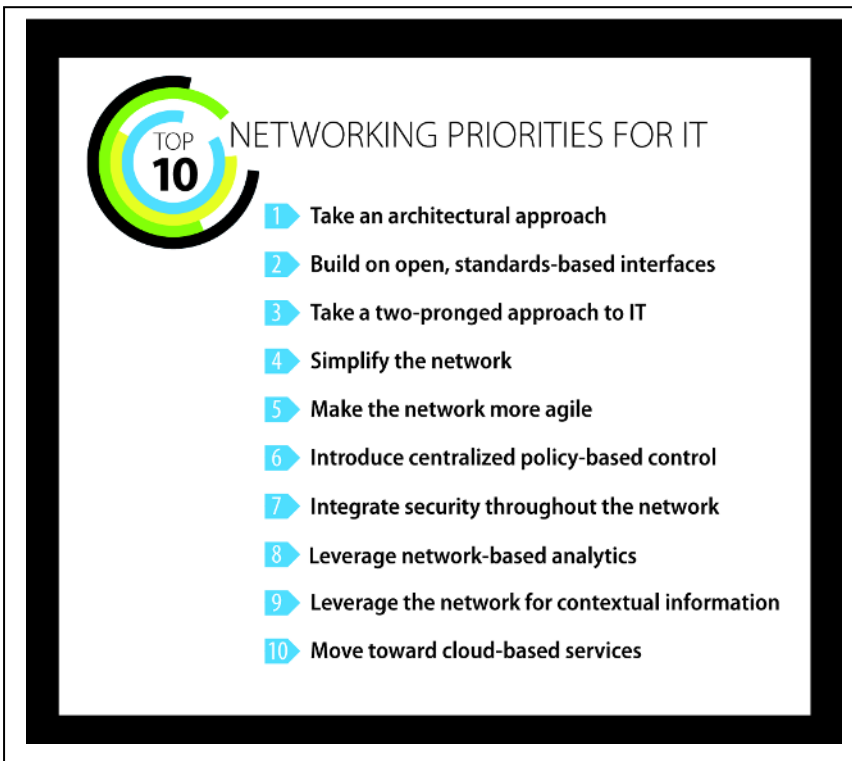 TOP
10
NETWORKING PRIORITIES FOR IT
1 Take an architectural approach
2 Build on open, standards-based interfaces
3 Take a two-pronged approach to IT
4 Simplify the network
5 Make the network more agile
6 Introduce centralized policy-based control
7 Integrate security throughout the network
8 Leverage network-based analytics
9 Leverage the network for contextual information
10 Move toward cloud-based services